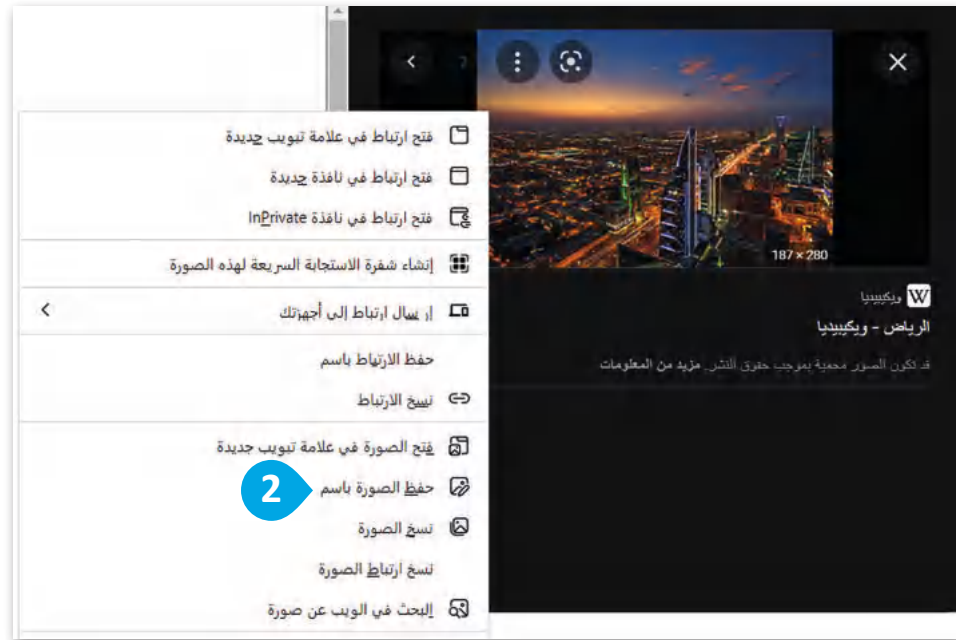 فتح ارتباط في علامة تبويب جديدة
فتح ارتباط في نافذة جديدة
فتح ارتباط في نافذة InPrivate
إنشاء شفرة الاستجابة السريعة لهذه الصورة
إرسال ارتباط إلى أجهزتك
حفظ الارتباط باسم
نسخ الارتباط
فتح الصورة في علامة تبويب جديدة
2 حفظ الصورة باسم
نسخ الصورة
نسخ ارتباط الصورة
البحث في الويب عن صورة
187 × 280
W ويكيبيديا
الرياض - ويكيبيديا
قد تكون الصور محمية بموجب حقوق النشر. مزيد من المعلومات